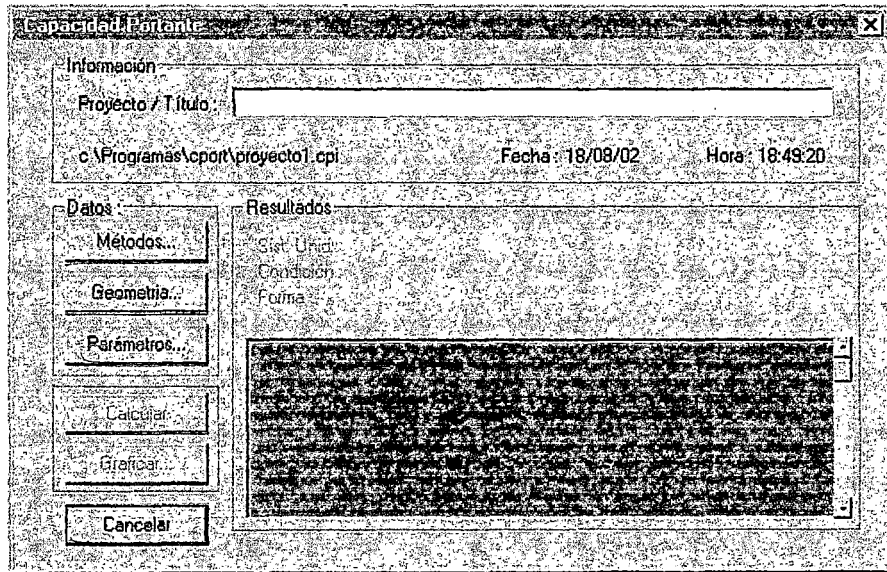 Capacidad Portante
Información
Proyecto / Título :
c:\Programas\cport\proyecto1.cpi Fecha : 18/08/02 Hora : 18:49:20
Datos :
Métodos...
Geometria...
Parámetros...
Calcular
Graficar...
Cancelar
Resultados
Sist. Unid.
Condición
Forma